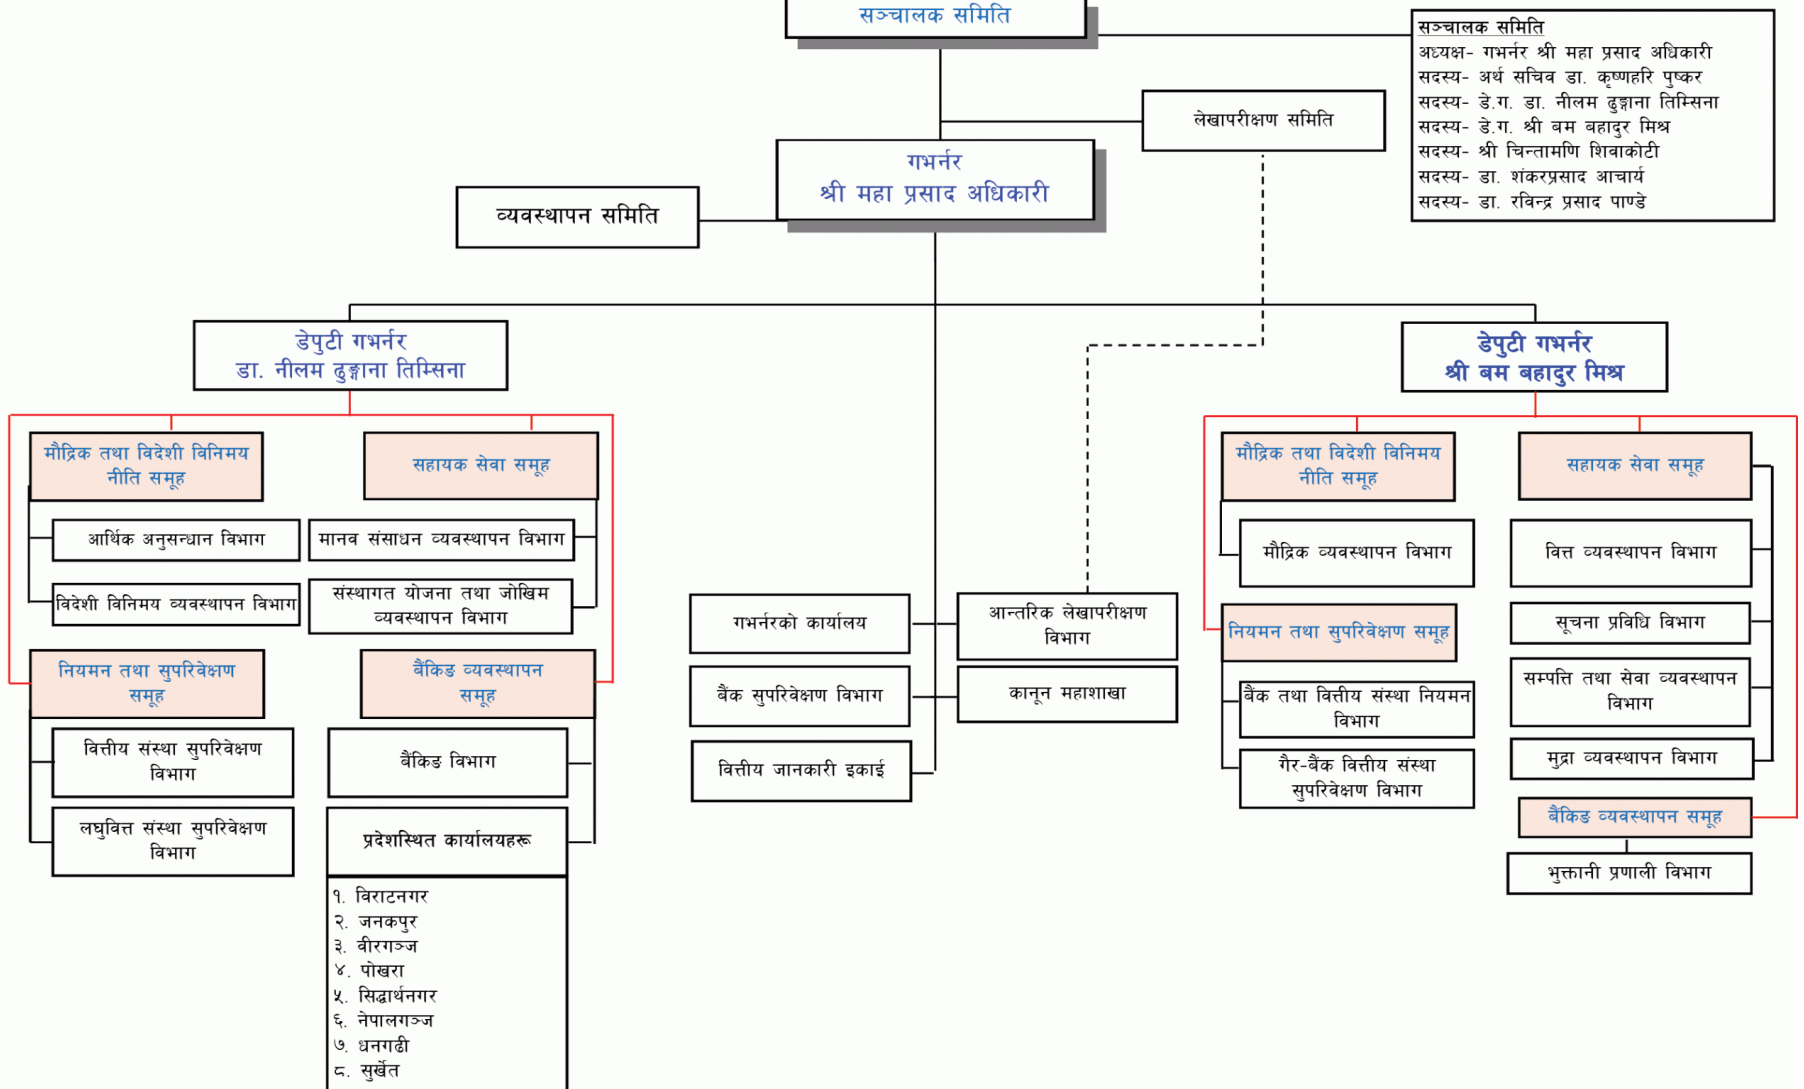 सञ्चालक समिति
सञ्चालक समिति
अध्यक्ष- गभर्नर श्री महा प्रसाद अधिकारी
सदस्य- अर्थ सचिव डा. कृष्णहरि पुष्कर
सदस्य- डे.ग. डा. नीलम ढुङ्गाना तिम्सिना
सदस्य- डे.ग. श्री बम बहादुर मिश्र
सदस्य- श्री चिन्तामणि शिवाकोटी
सदस्य- डा. शंकरप्रसाद आचार्य
सदस्य- डा. रविन्द्र प्रसाद पाण्डे
लेखापरीक्षण समिति
गभर्नर
श्री महा प्रसाद अधिकारी
व्यवस्थापन समिति
डेपुटी गभर्नर
डा. नीलम ढुङ्गाना तिम्सिना
डेपुटी गभर्नर
श्री बम बहादुर मिश्र
मौद्रिक तथा विदेशी विनिमय
नीति समूह
सहायक सेवा समूह
आर्थिक अनुसन्धान विभाग
मानव संसाधन व्यवस्थापन विभाग
विदेशी विनिमय व्यवस्थापन विभाग
संस्थागत योजना तथा जोखिम
व्यवस्थापन विभाग
नियमन तथा सुपरिवेक्षण
समूह
बैंकिङ व्यवस्थापन
समूह
वित्तीय संस्था सुपरिवेक्षण
विभाग
बैंकिङ विभाग
लघुवित्त संस्था सुपरिवेक्षण
विभाग
प्रदेशस्थित कार्यालयहरू
१. विराटनगर
२. जनकपुर
३. वीरगञ्ज
४. पोखरा
५. सिद्धार्थनगर
६. नेपालगञ्ज
७. धनगढी
८. सुर्खेत
गभर्नरको कार्यालय
आन्तरिक लेखापरीक्षण
विभाग
बैंक सुपरिवेक्षण विभाग
कानून महाशाखा
वित्तीय जानकारी इकाई
मौद्रिक तथा विदेशी विनिमय
नीति समूह
सहायक सेवा समूह
मौद्रिक व्यवस्थापन विभाग
वित्त व्यवस्थापन विभाग
नियमन तथा सुपरिवेक्षण समूह
सूचना प्रविधि विभाग
बैंक तथा वित्तीय संस्था नियमन
विभाग
सम्पत्ति तथा सेवा व्यवस्थापन
विभाग
गैर-बैंक वित्तीय संस्था
सुपरिवेक्षण विभाग
मुद्रा व्यवस्थापन विभाग
बैंकिङ व्यवस्थापन समूह
भुक्तानी प्रणाली विभाग